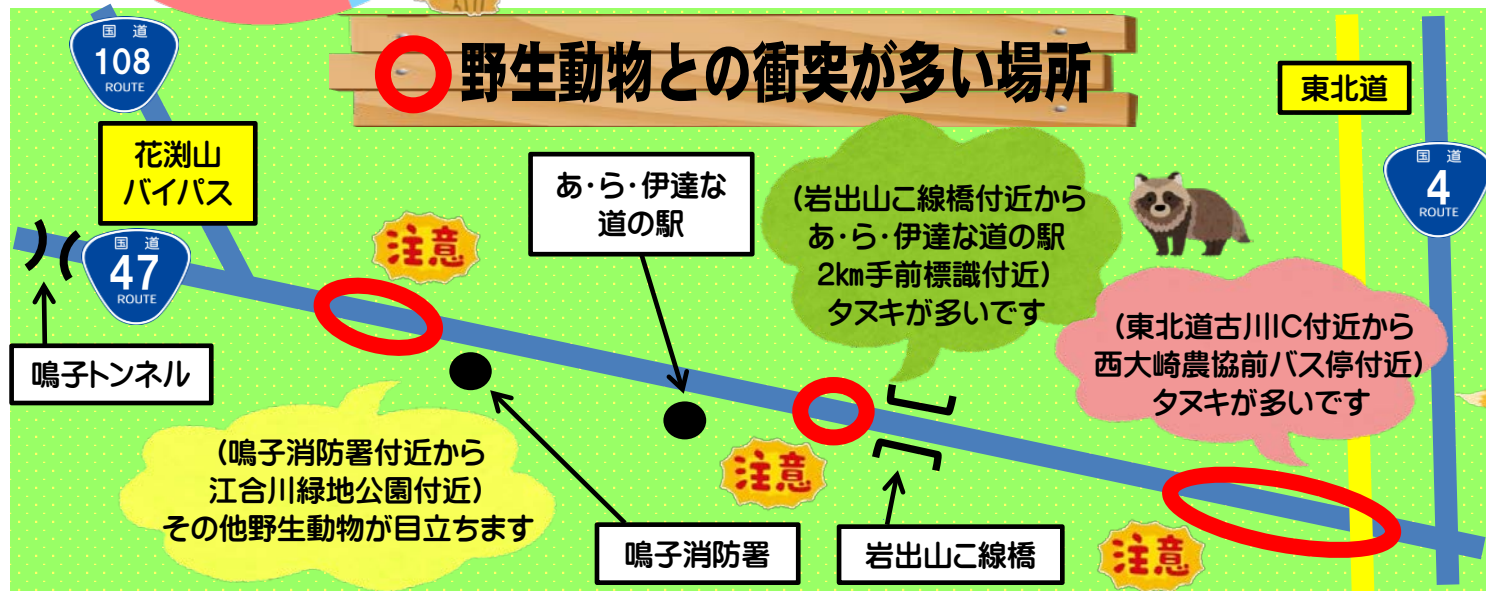 国道
108
ROUTE
野生動物との衝突が多い場所
東北道
花渕山
バイパス
あ・ら・伊達な
道の駅
(岩出山こ線橋付近から
あ・ら・伊達な道の駅
2km手前標識付近)
タヌキが多いです
国道
4
ROUTE
注意
国道
47
ROUTE
(東北道古川IC付近から
西大崎農協前バス停付近)
タヌキが多いです
鳴子トンネル
(鳴子消防署付近から
江合川緑地公園付近)
その他野生動物が目立ちます
注意
鳴子消防署
岩出山こ線橋
注意